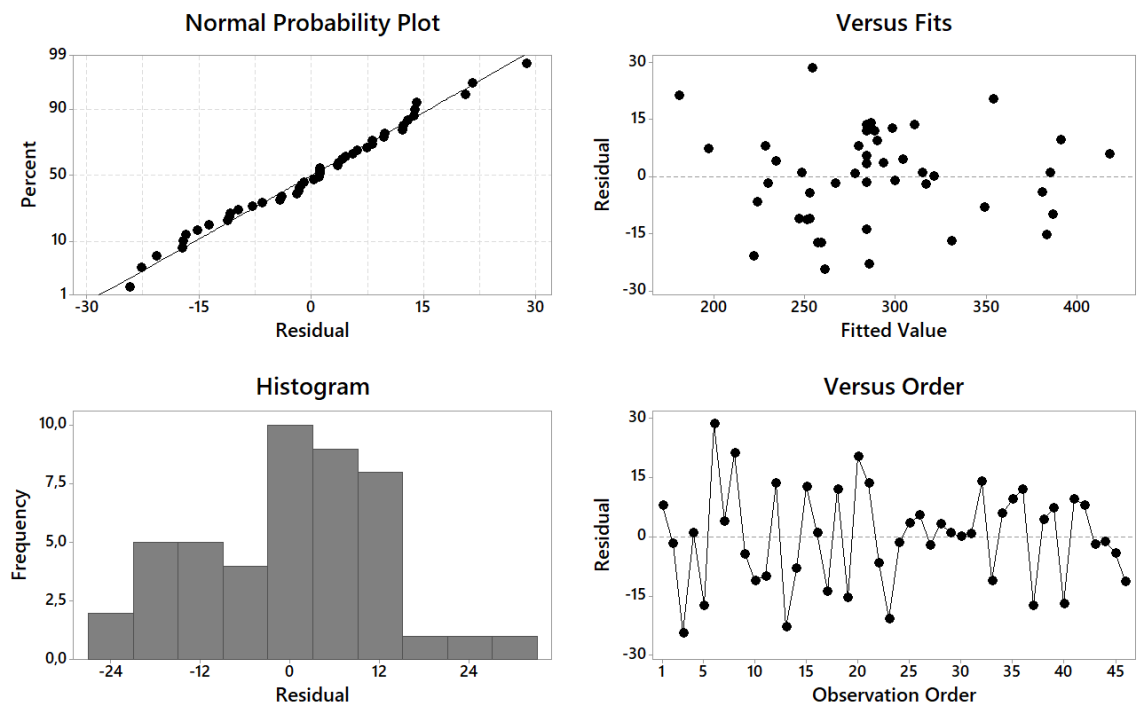 Normal Probability Plot
99
90
50
10
1
Percent
-30 -15 0 15 30
Residual
Versus Fits
30
15
0
-15
-30
Residual
200 250 300 350 400
Fitted Value
Histogram
10,0
7,5
5,0
2,5
0,0
Frequency
-24 -12 0 12 24
Residual
Versus Order
30
15
0
-15
-30
Residual
1 5 10 15 20 25 30 35 40 45
Observation Order